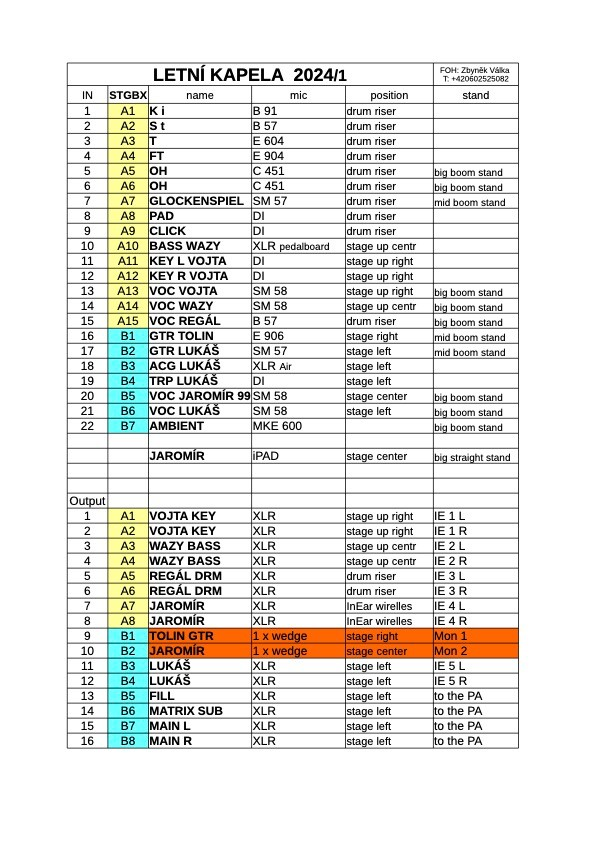 LETNÍ KAPELA 2024/1 FOH: Zbyněk Válka
T: +420602525082
IN STGBX name mic position stand
1 A1 K i B 91 drum riser
2 A2 S t B 57 drum riser
3 A3 T E 604 drum riser
4 A4 FT E 904 drum riser
5 A5 OH C 451 drum riser big boom stand
6 A6 OH C 451 drum riser big boom stand
7 A7 GLOCKENSPIEL SM 57 drum riser mid boom stand
8 A8 PAD DI drum riser
9 A9 CLICK DI drum riser
10 A10 BASS WAZY XLR pedalboard stage up centr
11 A11 KEY L VOJTA DI stage up right
12 A12 KEY R VOJTA DI stage up right
13 A13 VOC VOJTA SM 58 stage up right big boom stand
14 A14 VOC WAZY SM 58 stage up centr big boom stand
15 A15 VOC REGÁL B 57 drum riser big boom stand
16 B1 GTR TOLIN E 906 stage right mid boom stand
17 B2 GTR LUKÁŠ SM 57 stage left mid boom stand
18 B3 ACG LUKÁŠ XLR Air stage left
19 B4 TRP LUKÁŠ DI stage left
20 B5 VOC JAROMÍR 99 SM 58 stage center big boom stand
21 B6 VOC LUKÁŠ SM 58 stage left big boom stand
22 B7 AMBIENT MKE 600 big boom stand
JAROMÍR iPAD stage center big straight stand
Output
1 A1 VOJTA KEY XLR stage up right IE 1 L
2 A2 VOJTA KEY XLR stage up right IE 1 R
3 A3 WAZY BASS XLR stage up centr IE 2 L
4 A4 WAZY BASS XLR stage up centr IE 2 R
5 A5 REGÁL DRM XLR drum riser IE 3 L
6 A6 REGÁL DRM XLR drum riser IE 3 R
7 A7 JAROMÍR XLR InEar wirelles IE 4 L
8 A8 JAROMÍR XLR InEar wirelles IE 4 R
9 B1 TOLIN GTR 1 x wedge stage right Mon 1
10 B2 JAROMÍR 1 x wedge stage center Mon 2
11 B3 LUKÁŠ XLR stage left IE 5 L
12 B4 LUKÁŠ XLR stage left IE 5 R
13 B5 FILL XLR stage left to the PA
14 B6 MATRIX SUB XLR stage left to the PA
15 B7 MAIN L XLR stage left to the PA
16 B8 MAIN R XLR stage left to the PA